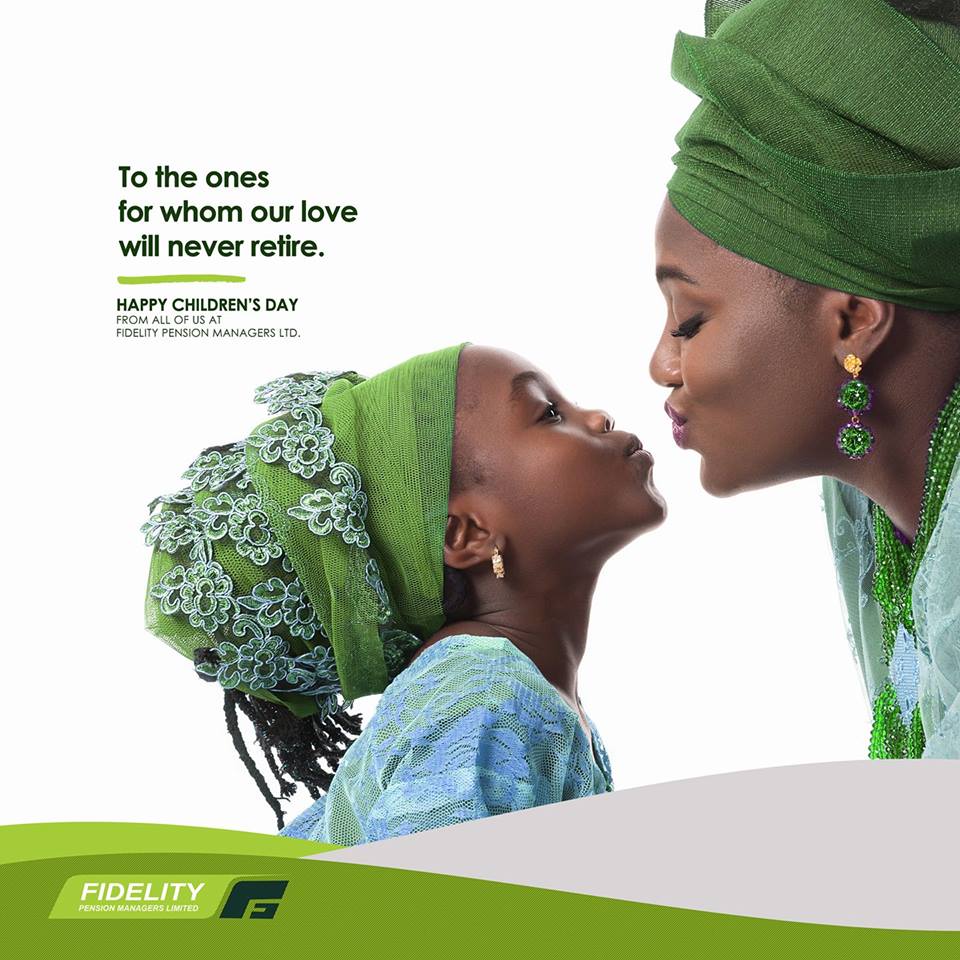 To the ones
for whom our love
will never retire.
HAPPY CHILDREN'S DAY
FROM ALL OF US AT
FIDELITY PENSION MANAGERS LTD.
FIDELITY
PENSION MANAGERS LIMITED